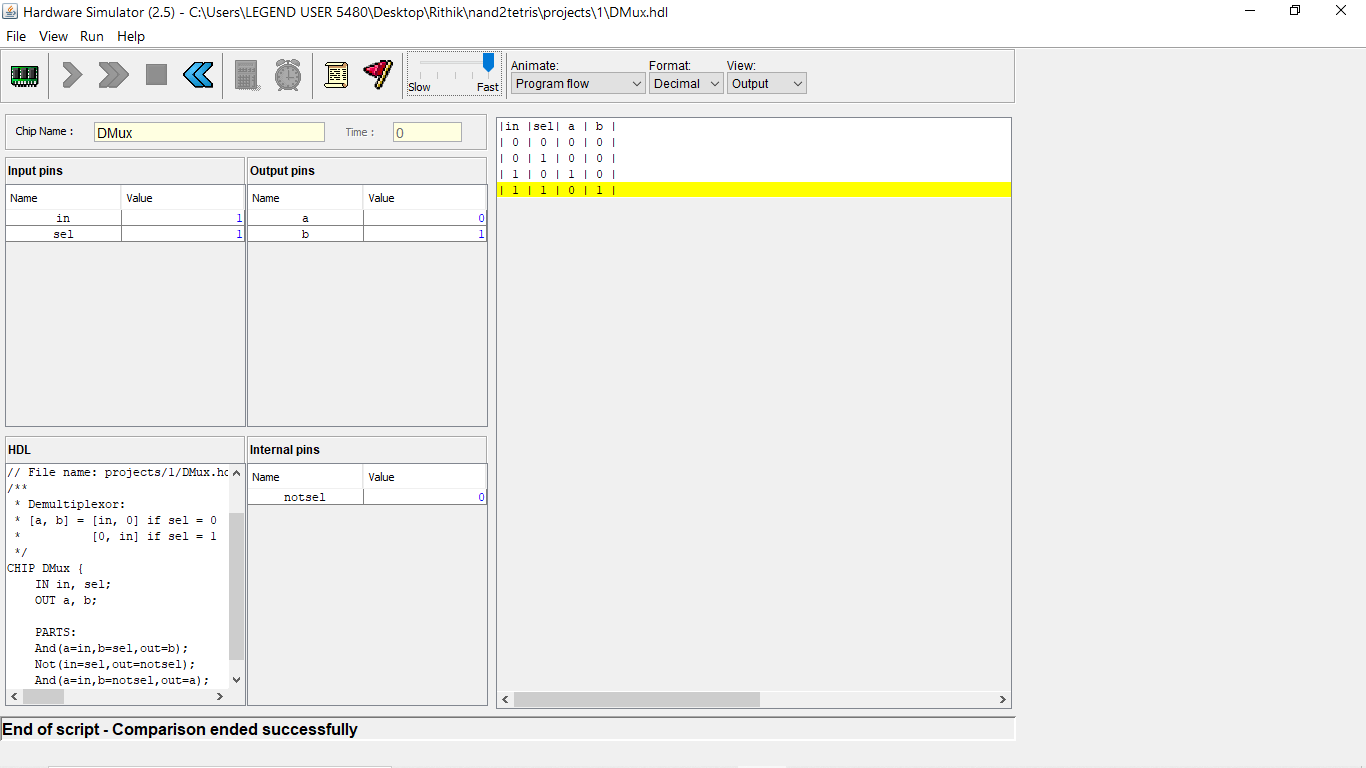 Hardware Simulator (2.5) - C:\Users\LEGEND USER 5480\Desktop\Rithik\nand2tetris\projects\1\DMux.hdl
File View Run Help
Slow Fast
Animate: Format: View:
Program flow Decimal Output
Chip Name : DMux Time : 0
Input pins
Name Value
in 1
sel 1
Output pins
Name Value
a 0
b 1
|in |sel| a | b |
| 0 | 0 | 0 | 0 |
| 0 | 1 | 0 | 0 |
| 1 | 0 | 1 | 0 |
| 1 | 1 | 0 | 1 |
HDL
// File name: projects/1/DMux.hd
/**
* Demultiplexor:
* [a, b] = [in, 0] if sel = 0
* [0, in] if sel = 1
*/
CHIP DMux {
IN in, sel;
OUT a, b;
PARTS:
And(a=in,b=sel,out=b);
Not(in=sel,out=notsel);
And(a=in,b=notsel,out=a);
Internal pins
Name Value
notsel 0
End of script - Comparison ended successfully